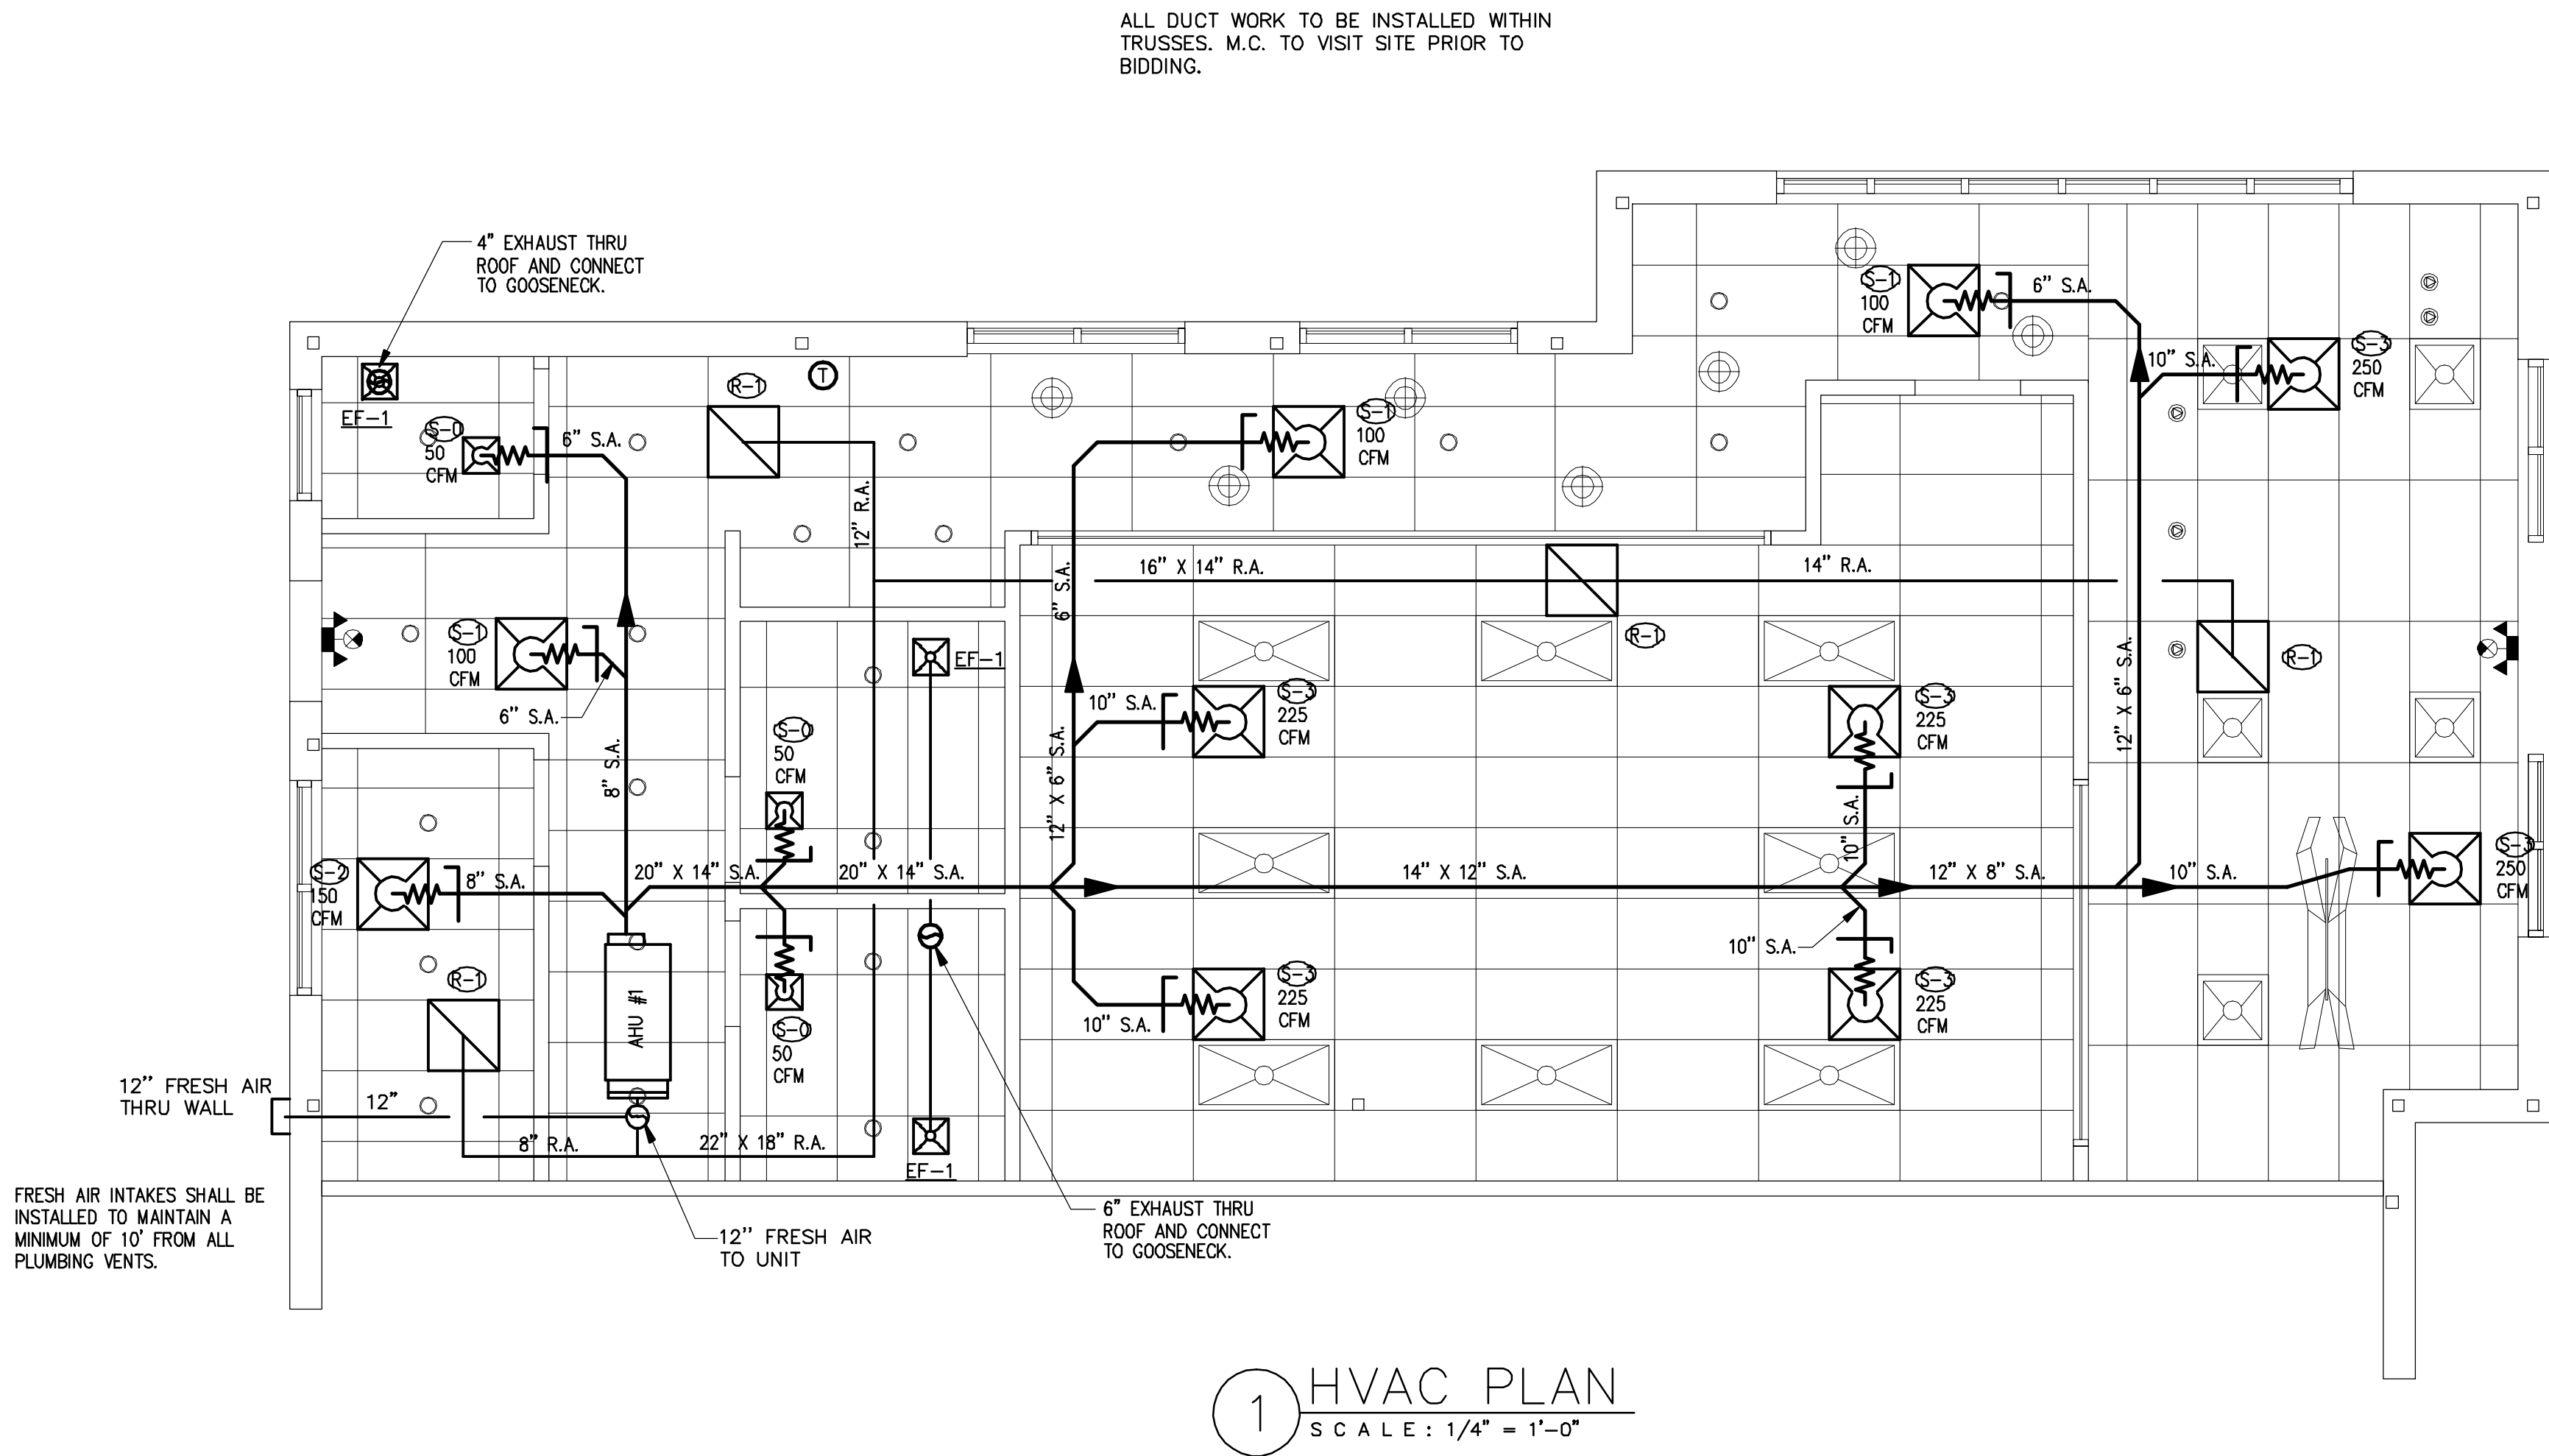 ALL DUCT WORK TO BE INSTALLED WITHIN
TRUSSES. M.C. TO VISIT SITE PRIOR TO
BIDDING.
4" EXHAUST THRU
ROOF AND CONNECT
TO GOOSENECK.
EF-1
S-0
50
CFM
6" S.A.
R-1
T
12" R.A.
S-1
100
CFM
S-1
100
CFM
6" S.A.
10" S.A.
S-3
250
CFM
16" X 14" R.A.
14" R.A.
6" S.A.
R-1
R-1
S-1
100
CFM
6" S.A.
8" S.A.
EF-1
S-0
50
CFM
10" S.A.
S-3
225
CFM
12" X 6" S.A.
S-3
225
CFM
10" S.A.
12" X 6" S.A.
S-2
150
CFM
8" S.A.
20" X 14" S.A.
20" X 14" S.A.
14" X 12" S.A.
12" X 8" S.A.
10" S.A.
S-3
250
CFM
10" S.A.
R-1
AHU #1
S-0
50
CFM
10" S.A.
S-3
225
CFM
S-3
225
CFM
12" FRESH AIR
THRU WALL
12"
8" R.A.
22" X 18" R.A.
EF-1
FRESH AIR INTAKES SHALL BE
INSTALLED TO MAINTAIN A
MINIMUM OF 10' FROM ALL
PLUMBING VENTS.
12" FRESH AIR
TO UNIT
6" EXHAUST THRU
ROOF AND CONNECT
TO GOOSENECK.
1
HVAC PLAN
SCALE: 1/4" = 1'-0"